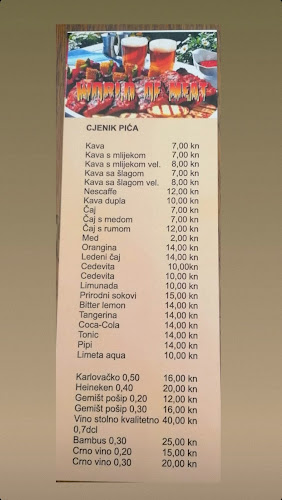 WORLD OF MEAT
CJENIK PIĆA
Kava 7,00 kn
Kava s mlijekom 7,00 kn
Kava s mlijekom vel. 8,00 kn
Kava sa šlagom 7,00 kn
Kava sa šlagom vel. 8,00 kn
Nescaffe 12,00 kn
Kava dupla 10,00 kn
Čaj 7,00 kn
Čaj s medom 7,00 kn
Čaj s rumom 12,00 kn
Med 2,00 kn
Orangina 14,00 kn
Ledeni čaj 14,00 kn
Cedevita 10,00kn
Cedevita 10,00 kn
Limunada 10,00 kn
Prirodni sokovi 15,00 kn
Bitter lemon 14,00 kn
Tangerina 14,00 kn
Coca-Cola 14,00 kn
Tonic 14,00 kn
Pipi 14,00 kn
Limeta aqua 10,00 kn
Karlovačko 0,50 16,00 kn
Heineken 0,40 20,00 kn
Gemišt pošip 0,20 12,00 kn
Gemišt pošip 0,30 16,00 kn
Vino stolno kvalitetno 40,00 kn
0,7dcl
Bambus 0,30 25,00 kn
Crno vino 0,20 15,00 kn
Crno vino 0,30 20,00 kn